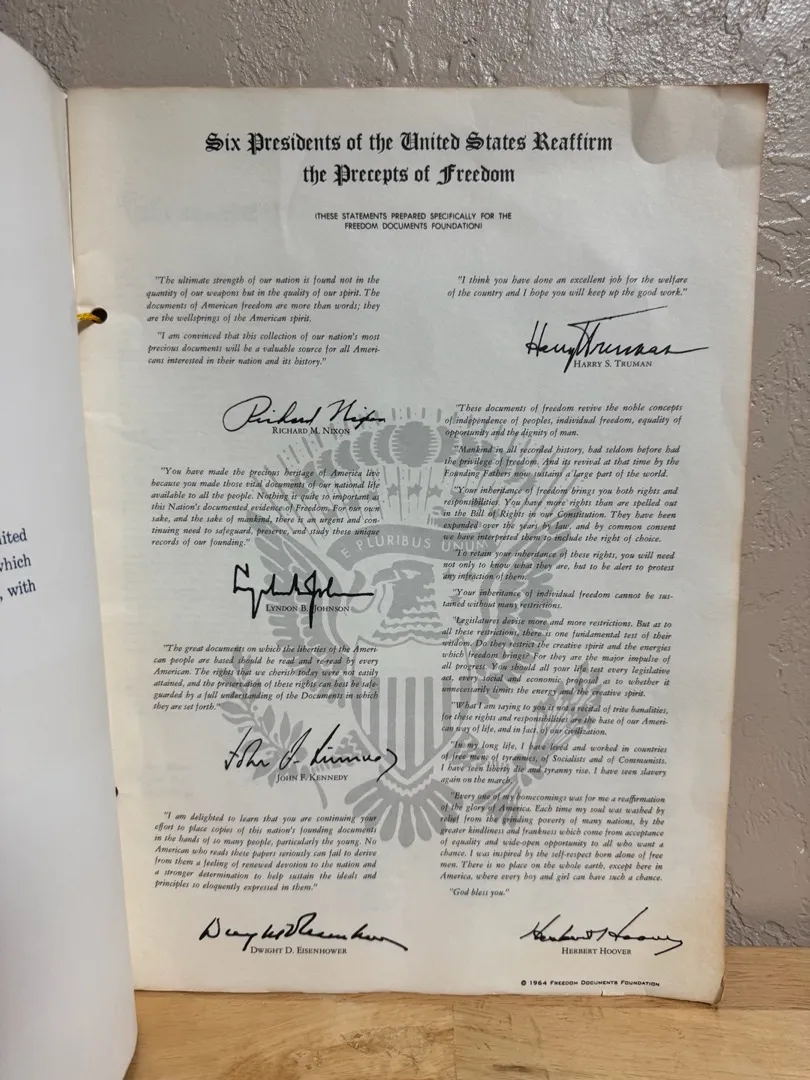 Six Presidents of the United States Reaffirm
the Precepts of Freedom
(THESE STATEMENTS PREPARED SPECIFICALLY FOR THE
FREEDOM DOCUMENTS FOUNDATION)
"The ultimate strength of our nation is found not in the
quantity of our weapons but in the quality of our spirit. The
documents of American freedom are more than words; they
are the wellsprings of the American spirit.
"I am convinced that this collection of our nation's most
precious documents will be a valuable source for all Ameri-
cans interested in their nation and its history."
Richard Nixon
RICHARD M. NIXON
"You have made the precious heritage of America live
because you made those vital documents of our national life
available to all the people. Nothing is quite so important as
this Nation's documented evidence of Freedom. For our own
sake, and the sake of mankind, there is an urgent and con-
tinuing need to safeguard, preserve, and study these unique
records of our founding."
Lyndon B. Johnson
LYNDON B. JOHNSON
"The great documents on which the liberties of the Ameri-
can people are based should be read and re-read by every
American. The rights that we cherish today were not easily
attained, and the preservation of these rights can best be safe-
guarded by a full understanding of the Documents in which
they are set forth."
John F. Kennedy
JOHN F. KENNEDY
"I am delighted to learn that you are continuing your
effort to place copies of this nation's founding documents
in the hands of so many people, particularly the young. No
American who reads these papers seriously can fail to derive
from them a feeling of renewed devotion to the nation and
a stronger determination to help sustain the ideals and
principles so eloquently expressed in them."
Dwight D Eisenhower
DWIGHT D. EISENHOWER
"I think you have done an excellent job for the welfare
of the country and I hope you will keep up the good work."
Harry S Truman
HARRY S. TRUMAN
"These documents of freedom revive the noble concepts
of independence of peoples, individual freedom, equality of
opportunity and the dignity of man.
"Mankind in all recorded history, had seldom before had
the privilege of freedom. And its revival at that time by the
Founding Fathers now sustains a large part of the world.
"Your inheritance of freedom brings you both rights and
responsibilities. You have more rights than are spelled out
in the Bill of Rights in our Constitution. They have been
expanded over the years by law, and by common consent
we have interpreted them to include the right of choice.
"To retain your inheritance of these rights, you will need
not only to know what they are, but to be alert to protest
any infraction of them.
"Your inheritance of individual freedom cannot be sus-
tained without many restrictions.
"Legislatures devise more and more restrictions. But as to
all these restrictions, there is one fundamental test of their
wisdom. Do they restrict the creative spirit and the energies
which freedom brings? For they are the major impulse of
all progress. You should all your life test every legislative
act, every social and economic proposal as to whether it
unnecessarily limits the energy and the creative spirit.
"What I am saying to you is not a recital of trite banalities,
for these rights and responsibilities are the base of our Ameri-
can way of life, and in fact, of our civilization.
"In my long life, I have lived and worked in countries
of free men, of tyrannies, of Socialists and of Communists.
I have seen liberty die and tyranny rise. I have seen slavery
again on the march.
"Every one of my homecomings was for me a reaffirmation
of the glory of America. Each time my soul was washed by
relief from the grinding poverty of many nations, by the
greater kindliness and frankness which come from acceptance
of equality and wide-open opportunity to all who want a
chance. I was inspired by the self-respect born alone of free
men. There is no place on the whole earth, except here in
America, where every boy and girl can have such a chance.
"God bless you."
Herbert Hoover
HERBERT HOOVER
E PLURIBUS UNUM
© 1964 FREEDOM DOCUMENTS FOUNDATION
with